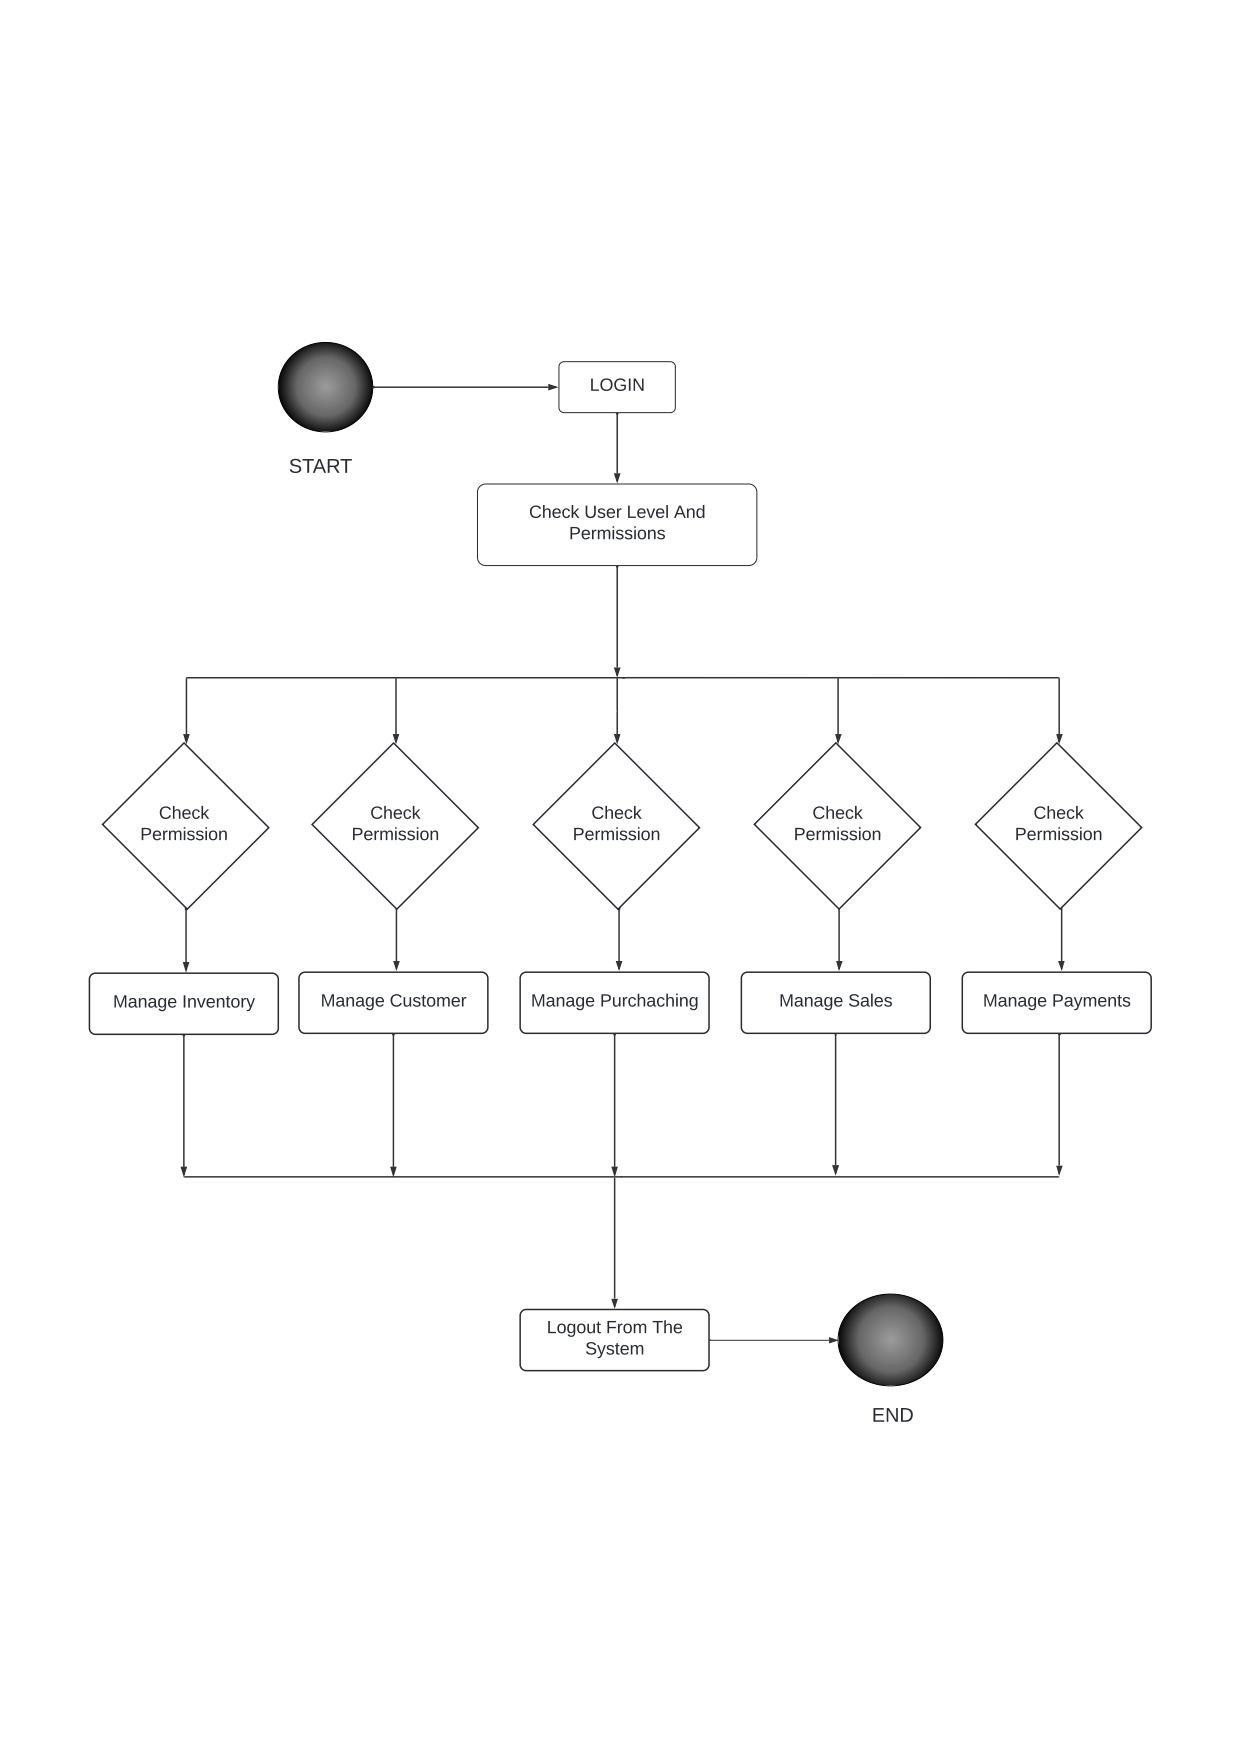 LOGIN
START
Check User Level And
Permissions
Check
Permission
Check
Permission
Check
Permission
Check
Permission
Check
Permission
Manage Inventory
Manage Customer
Manage Purchaching
Manage Sales
Manage Payments
Logout From The
System
END